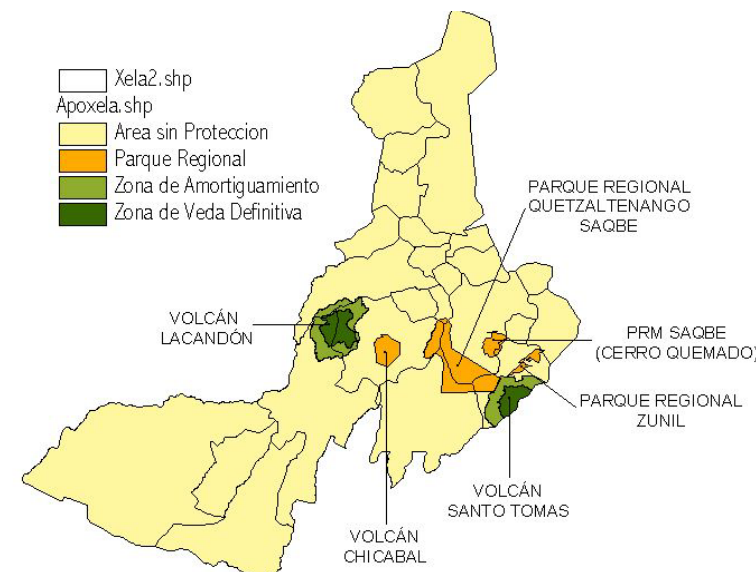 Xela2.shp
Apoxela.shp
Area sin Proteccion
Parque Regional
Zona de Amortiguamiento
Zona de Veda Definitiva
PARQUE REGIONAL
QUETZALTENANGO
SAQBE
VOLCÁN
LACANDÓN
PRM SAQBE
(CERRO QUEMADO)
PARQUE REGIONAL
ZUNIL
VOLCÁN
SANTO TOMAS
VOLCÁN
CHICABAL